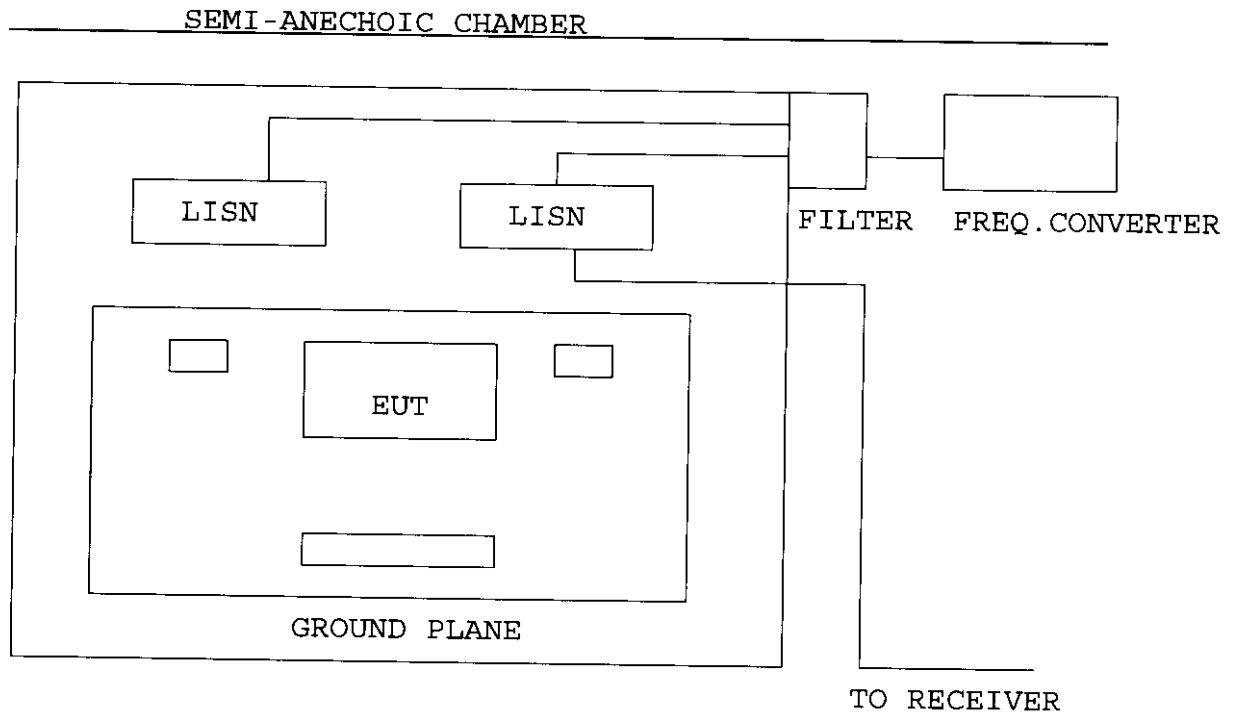 SEMI-ANECHOIC CHAMBER
LISN
LISN
FILTER
FREQ.CONVERTER
EUT
GROUND PLANE
TO RECEIVER